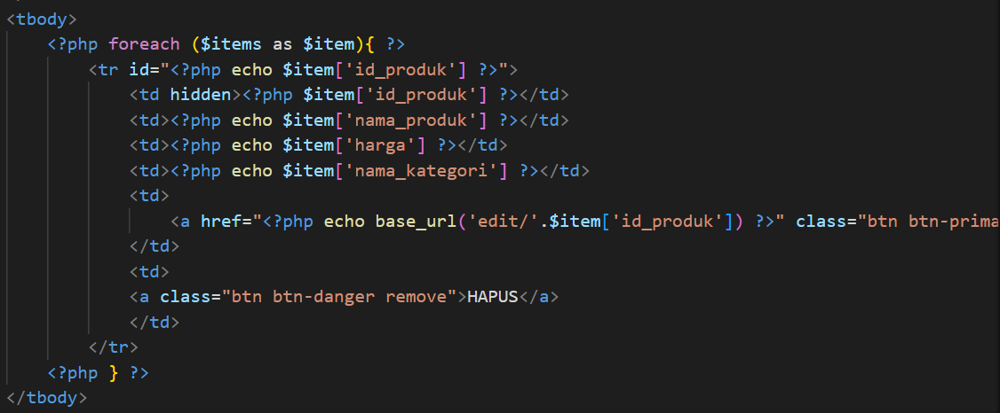 <tbody>
<?php foreach ($items as $item){ ?>
<tr id="<?php echo $item['id_produk'] ?>">
<td hidden><?php $item['id_produk'] ?></td>
<td><?php echo $item['nama_produk'] ?></td>
<td><?php echo $item['harga'] ?></td>
<td><?php echo $item['nama_kategori'] ?></td>
<td>
<a href="<?php echo base_url('edit/'.$item['id_produk']) ?>" class="btn btn-prima
</td>
<td>
<a class="btn btn-danger remove">HAPUS</a>
</td>
</tr>
<?php } ?>
</tbody>